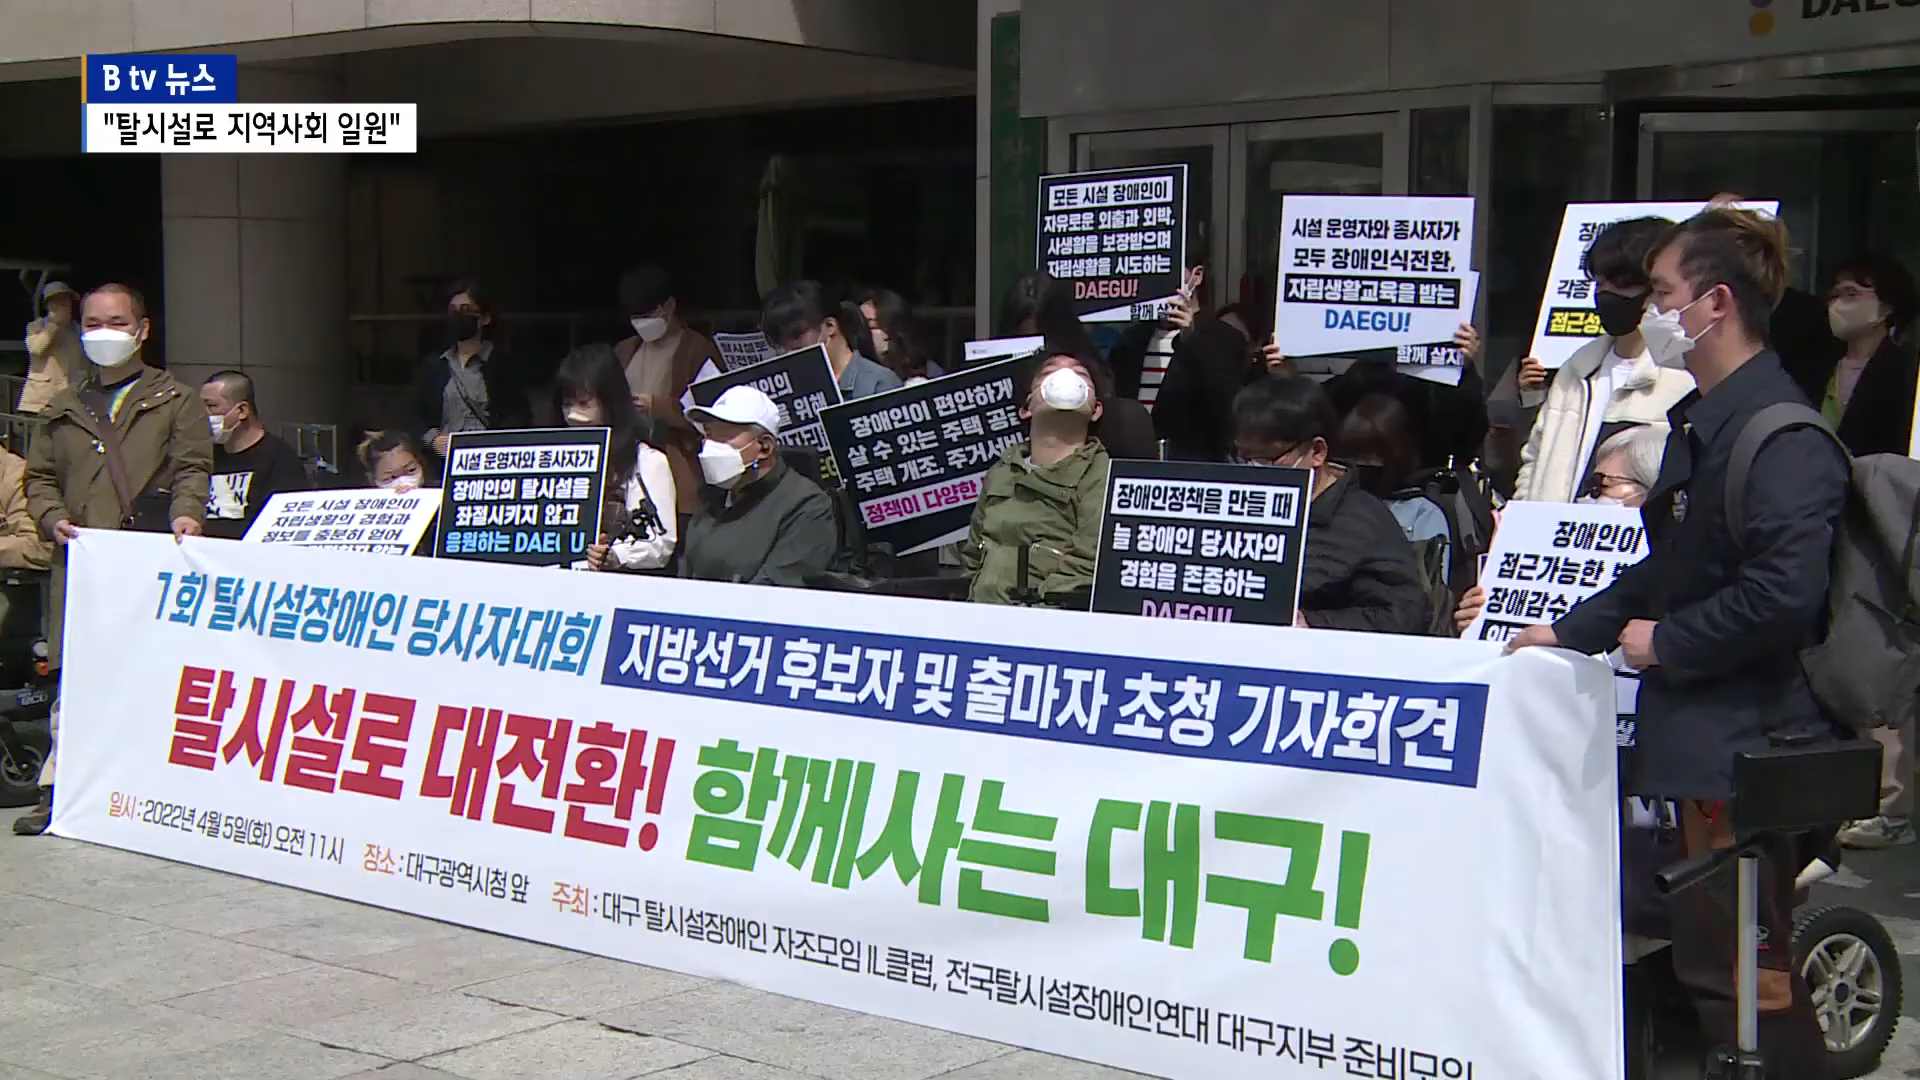 B tv 뉴스
"탈시설로 지역사회 일원"
모든 시설 장애인이
자유로운 외출과 외박,
사생활을 보장받으며
자립생활을 시도하는
DAEGU!
함께 살자
시설 운영자와 종사자가
모두 장애인식전환,
자립생활교육을 받는
DAEGU!
함께 살자
각종
탈시설로
대전환!
장애인이 편안하게
살 수 있는 주택 공급
주택 개조, 주거서비
정책이 다양한
시설 운영자와 종사자가
장애인의 탈시설을
좌절시키지 않고
응원하는 DAEGU
모든 시설 장애인이
자립생활의 경험과
정보를 충분히 얻어
장애인정책을 만들 때
늘 장애인 당사자의
경험을 존중하는
DAEGU!
장애인이
접근가능한
장애감수
1회 탈시설장애인 당사자대회 지방선거 후보자 및 출마자 초청 기자회견
탈시설로 대전환! 함께사는 대구!
일시 : 2022년 4월 5일(화) 오전 11시 장소 : 대구광역시청 앞 주최 : 대구 탈시설장애인 자조모임 IL클럽, 전국탈시설장애인연대 대구지부 준비모임